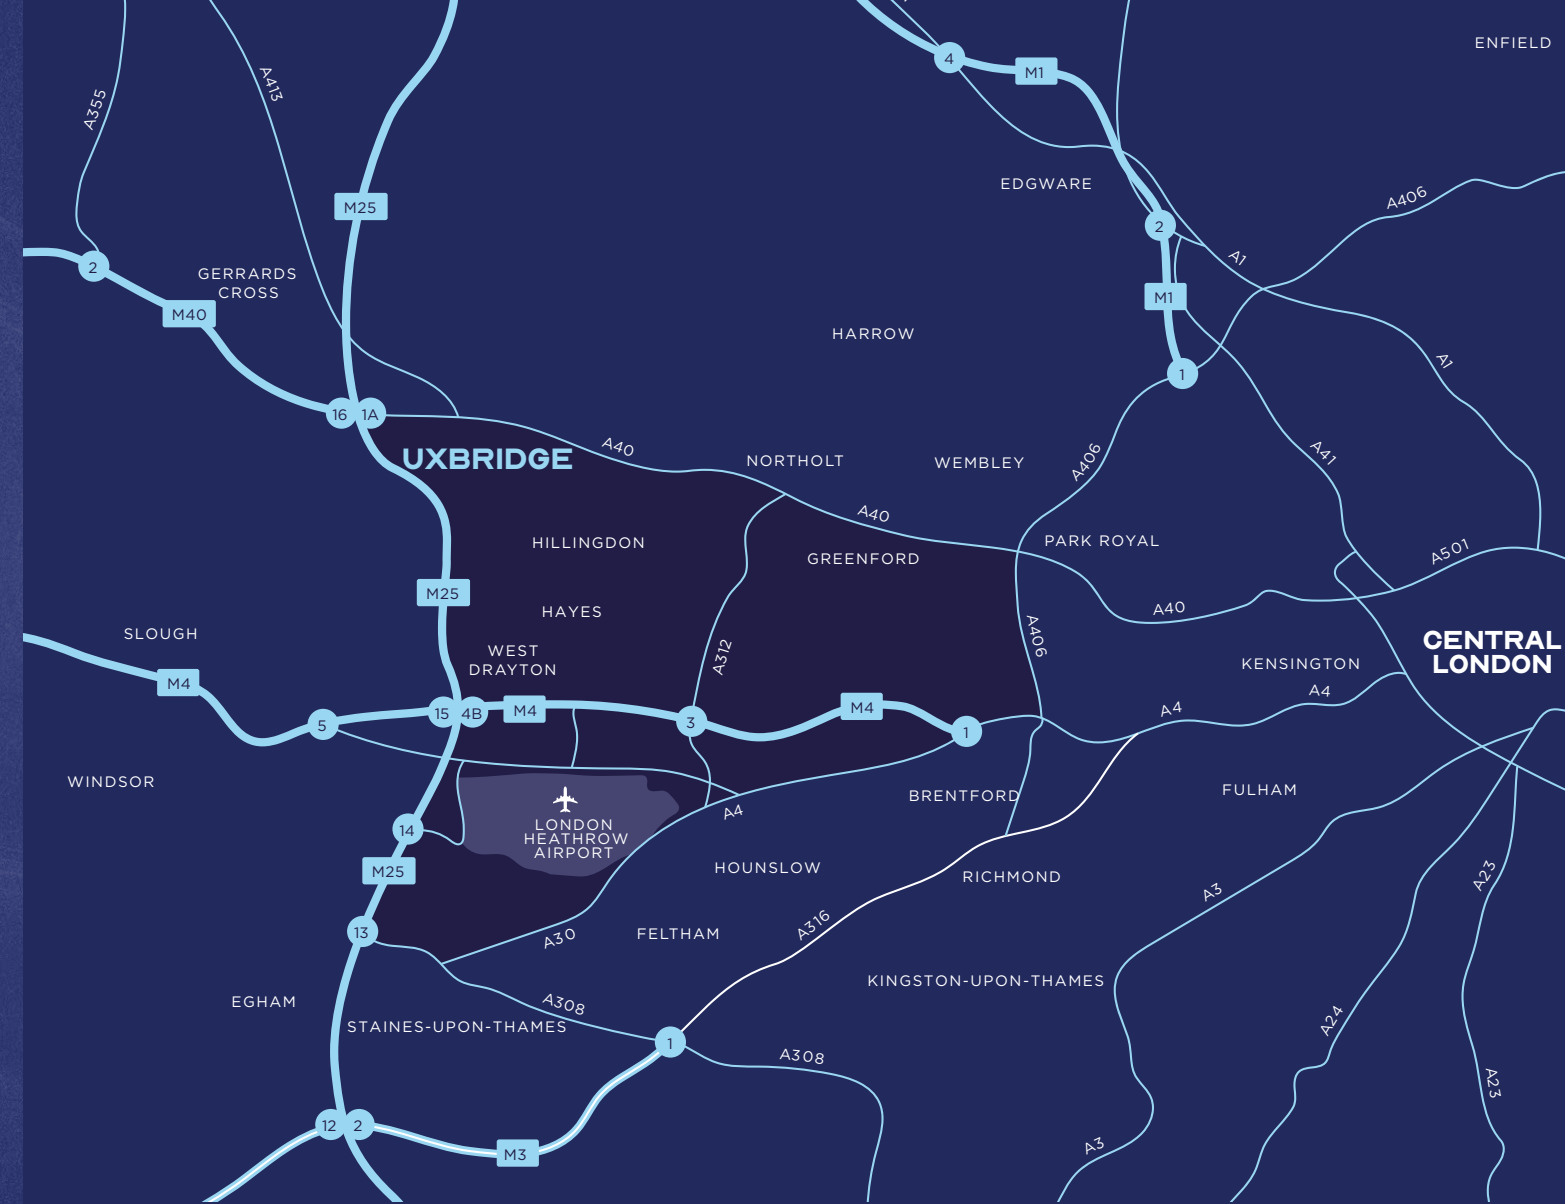 ENFIELD
4
M1
A413
A355
EDGWARE
A406
M25
2
A1
2
GERRARDS
CROSS
M1
M40
HARROW
A1
1
16
1A
A40
UXBRIDGE
NORTHOLT
WEMBLEY
A406
A41
A40
HILLINGDON
PARK ROYAL
A501
GREENFORD
M25
HAYES
A40
SLOUGH
A406
CENTRAL
LONDON
WEST
DRAYTON
A312
KENSINGTON
M4
A4
15
4B
M4
M4
A4
5
3
1
WINDSOR
FULHAM
BRENTFORD
A4
LONDON
HEATHROW
AIRPORT
14
M25
HOUNSLOW
RICHMOND
A23
A3
13
A316
FELTHAM
A30
KINGSTON-UPON-THAMES
EGHAM
A308
A24
STAINES-UPON-THAMES
1
A308
A23
12
2
M3
A3